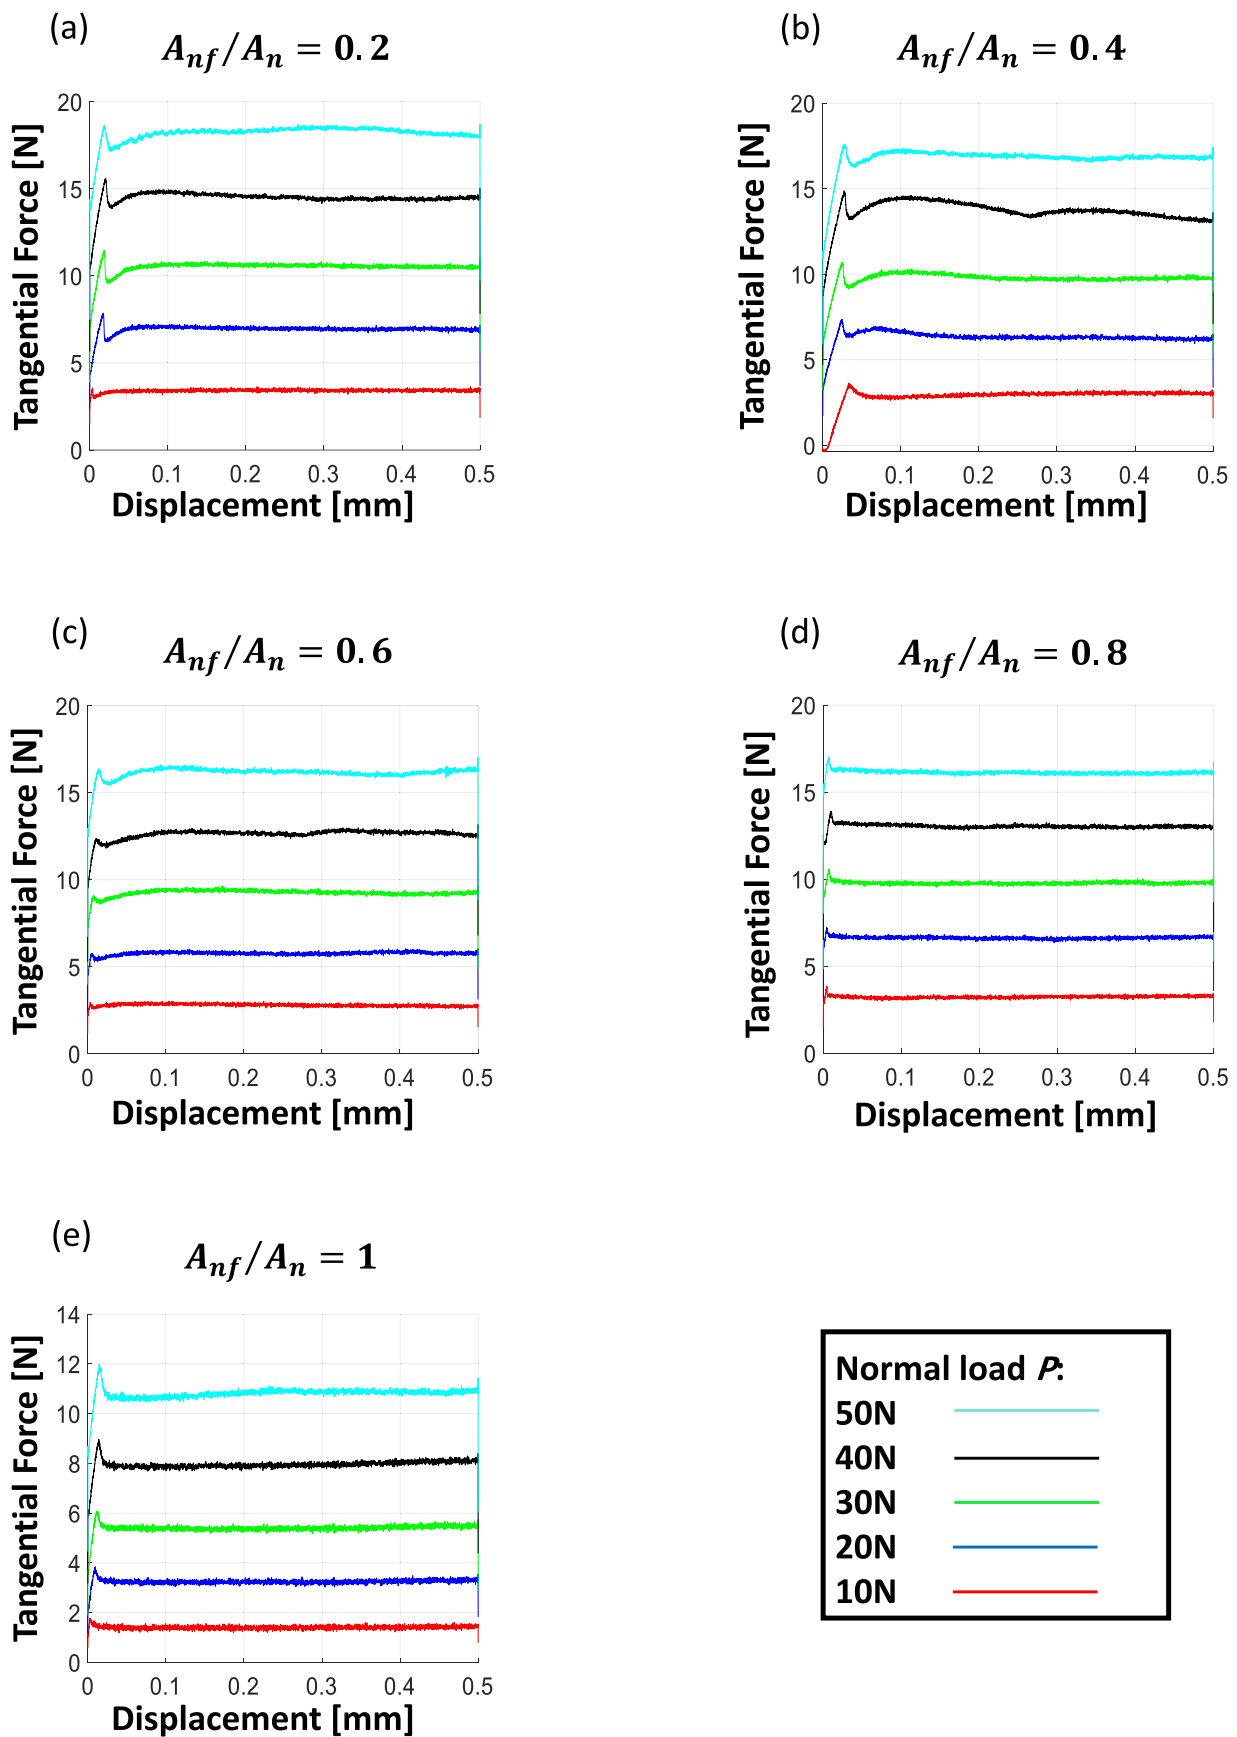 (a)
A_nf/A_n = 0.2
Tangential Force [N]
20
15
10
5
0
0 0.1 0.2 0.3 0.4 0.5
Displacement [mm]
(b)
A_nf/A_n = 0.4
Tangential Force [N]
20
15
10
5
0
0 0.1 0.2 0.3 0.4 0.5
Displacement [mm]
(c)
A_nf/A_n = 0.6
Tangential Force [N]
20
15
10
5
0
0 0.1 0.2 0.3 0.4 0.5
Displacement [mm]
(d)
A_nf/A_n = 0.8
Tangential Force [N]
20
15
10
5
0
0 0.1 0.2 0.3 0.4 0.5
Displacement [mm]
(e)
A_nf/A_n = 1
Tangential Force [N]
14
12
10
8
6
4
2
0
0 0.1 0.2 0.3 0.4 0.5
Displacement [mm]
Normal load P:
50N
40N
30N
20N
10N